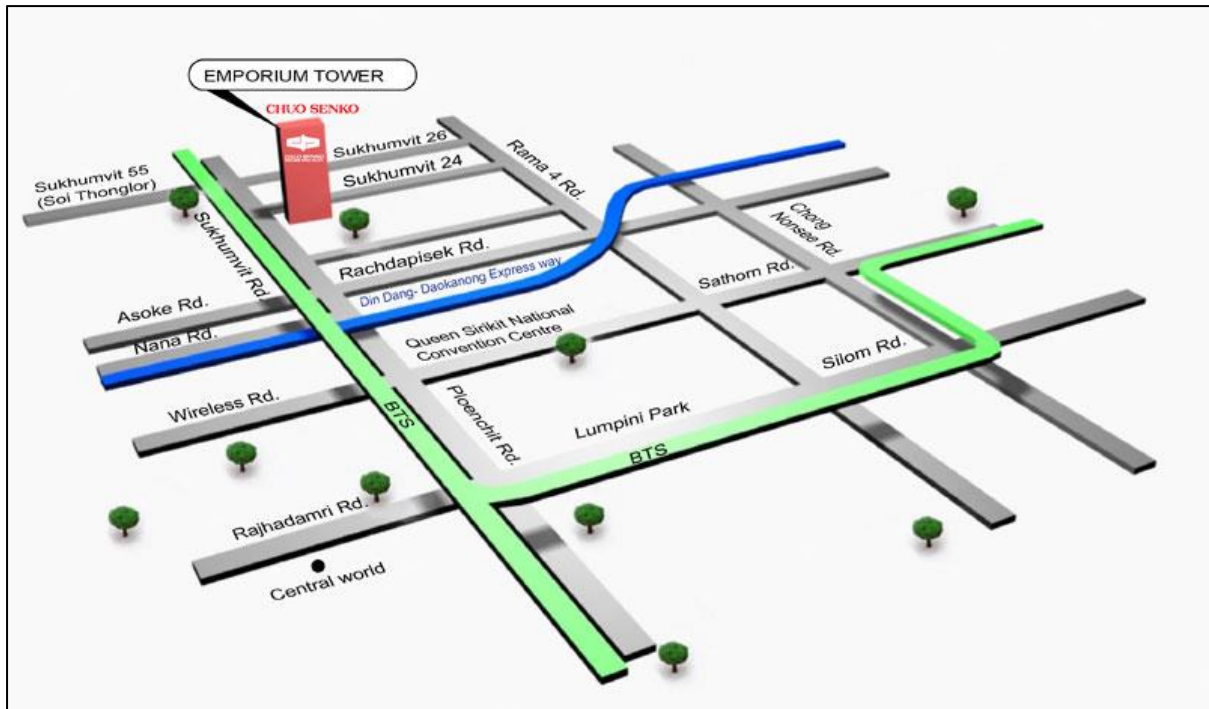 EMPORIUM TOWER
CHUO SENKO
CHUO SENKO
Sukhumvit 26
Sukhumvit 24
Sukhumvit 55
(Soi Thonglor)
Rama 4 Rd.
Sukhumvit Rd.
Rachdapisek Rd.
Chong
Nonsee Rd.
Sathorn Rd.
Din Dang- Daokanong Express way
Asoke Rd.
Nana Rd.
Queen Sirikit National
Convention Centre
Silom Rd.
Wireless Rd.
BTS
Ploenchit Rd.
Lumpini Park
BTS
Rajhadamri Rd.
Central world